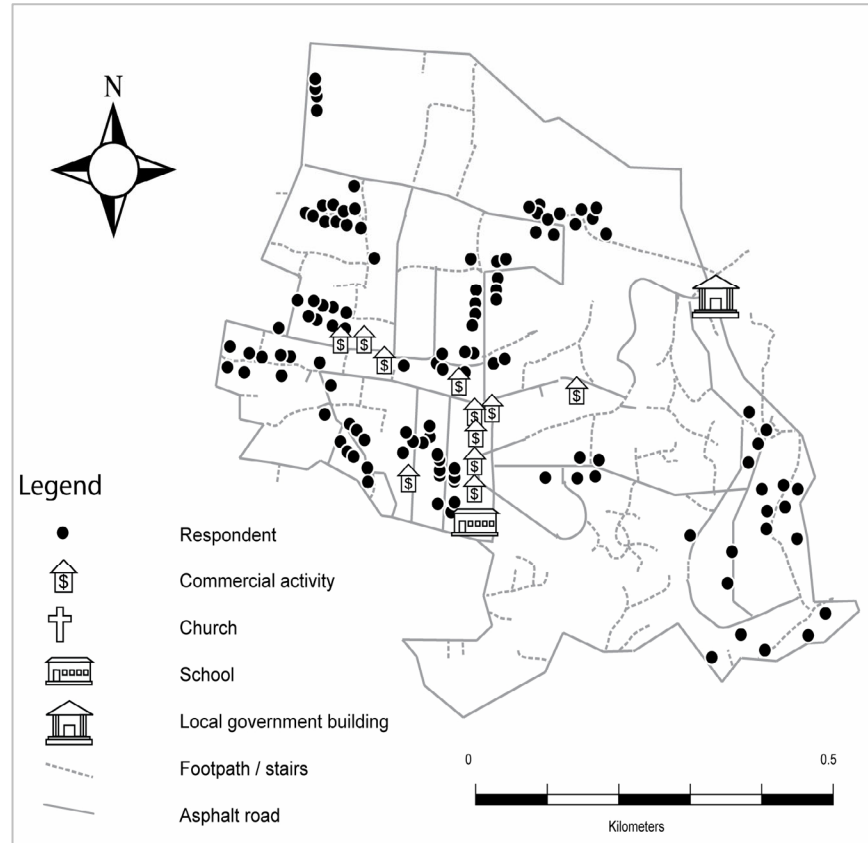 N
Legend
Respondent
$ Commercial activity
Church
School
Local government building
Footpath / stairs
Asphalt road
0 0.5
Kilometers
$
$
$
$
$
$
$
$
$
$
$